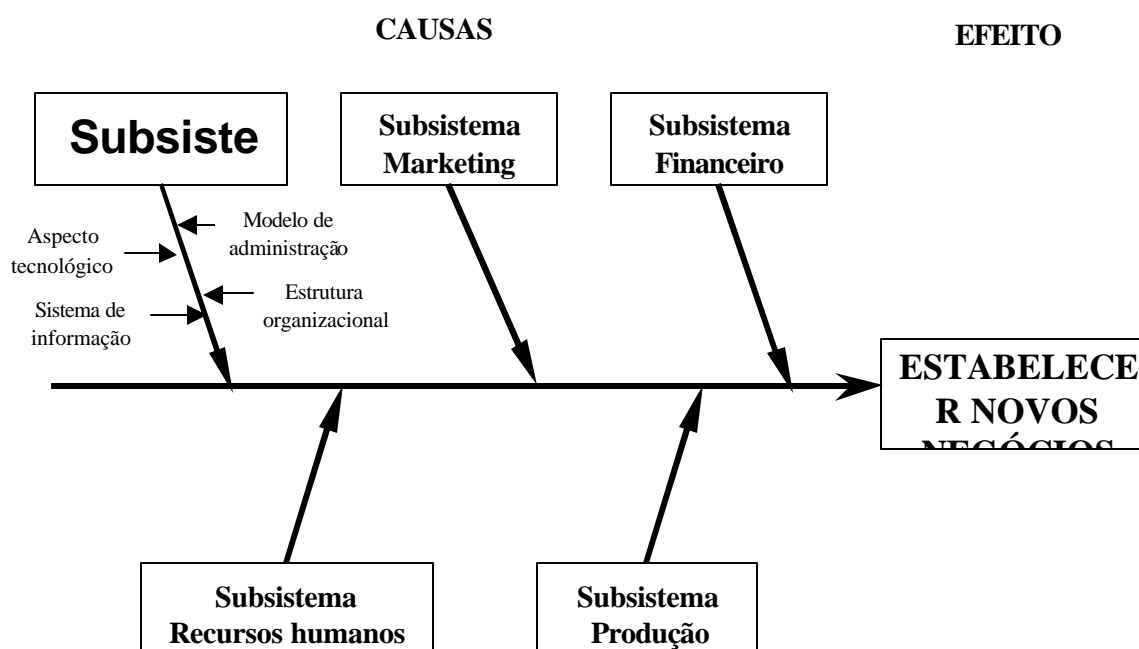 CAUSAS
EFEITO
Subsiste
Subsistema
Marketing
Subsistema
Financeiro
Modelo de
administração
Aspecto
tecnológico
Estrutura
organizacional
Sistema de
informação
ESTABELECE
R NOVOS
NEGÓCIOS
Subsistema
Recursos humanos
Subsistema
Produção